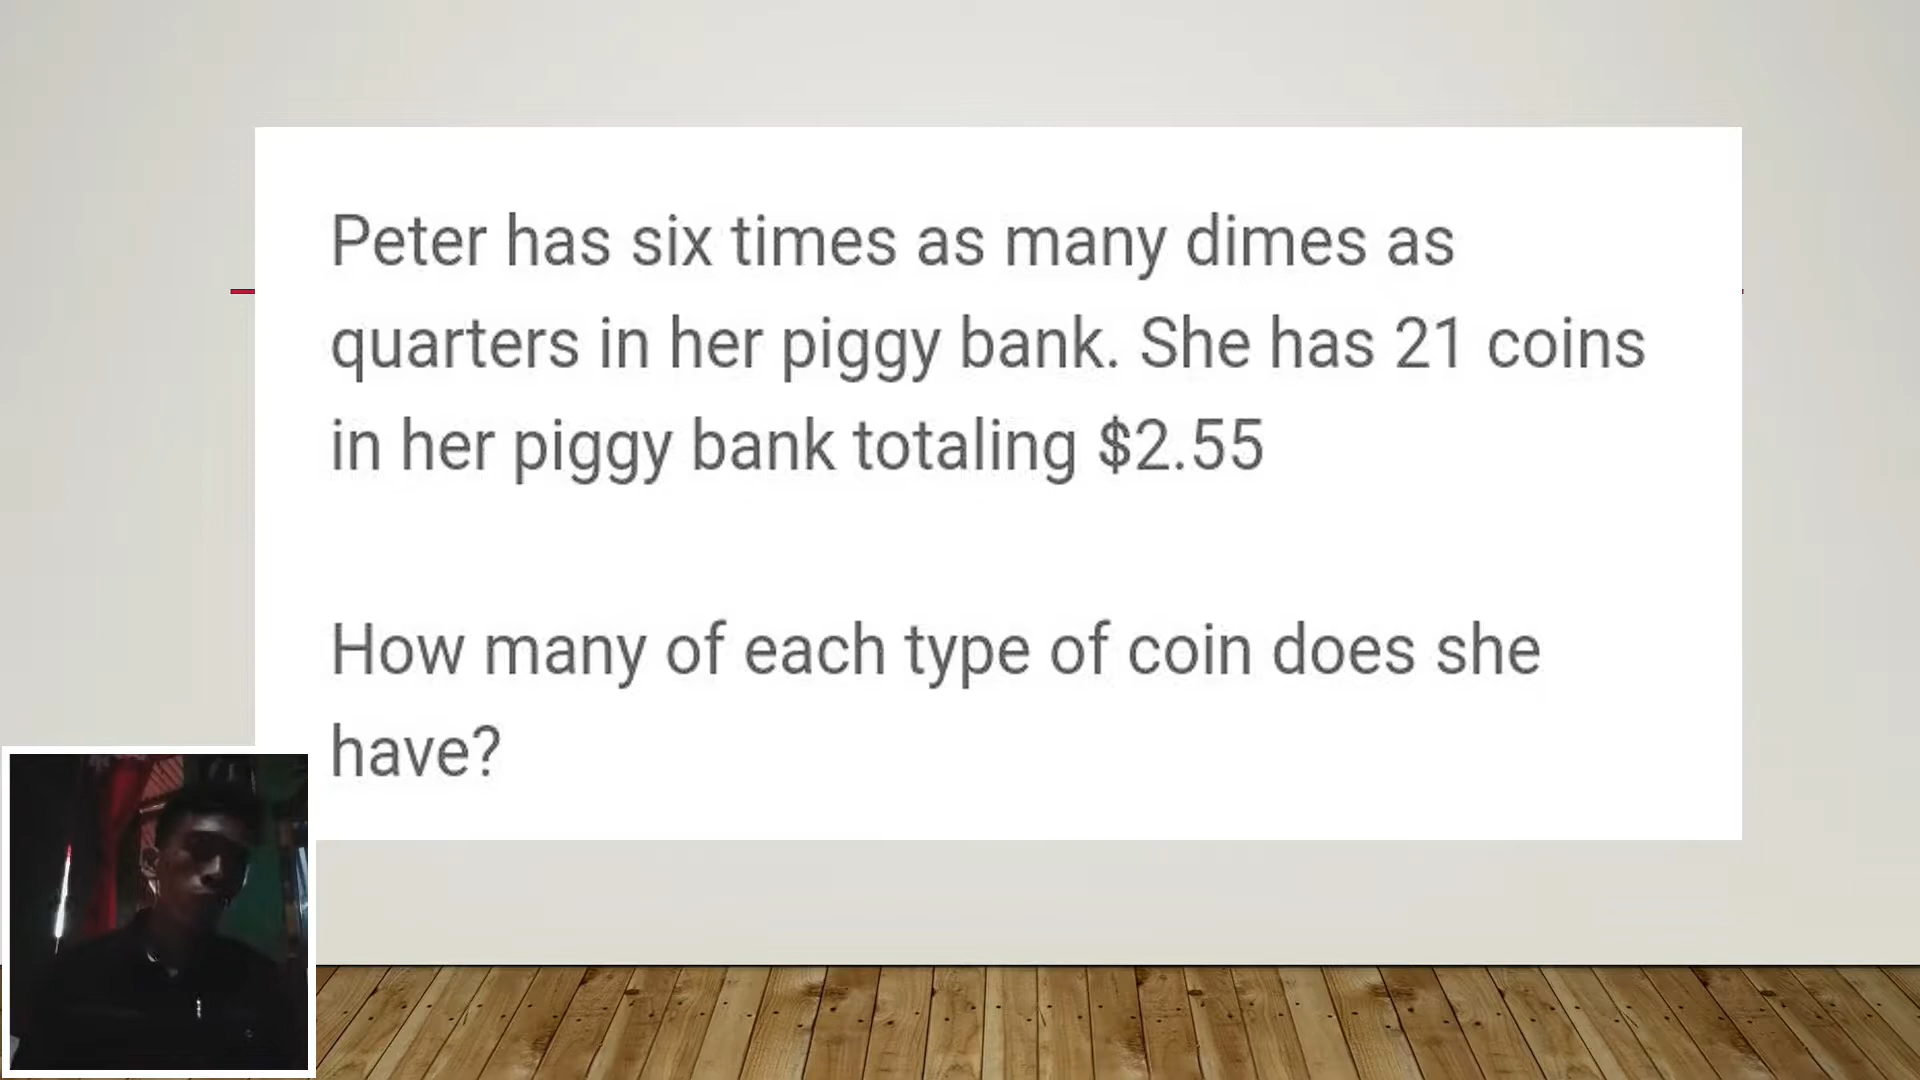 Peter has six times as many dimes as
quarters in her piggy bank. She has 21 coins
in her piggy bank totaling $2.55
How many of each type of coin does she
have?